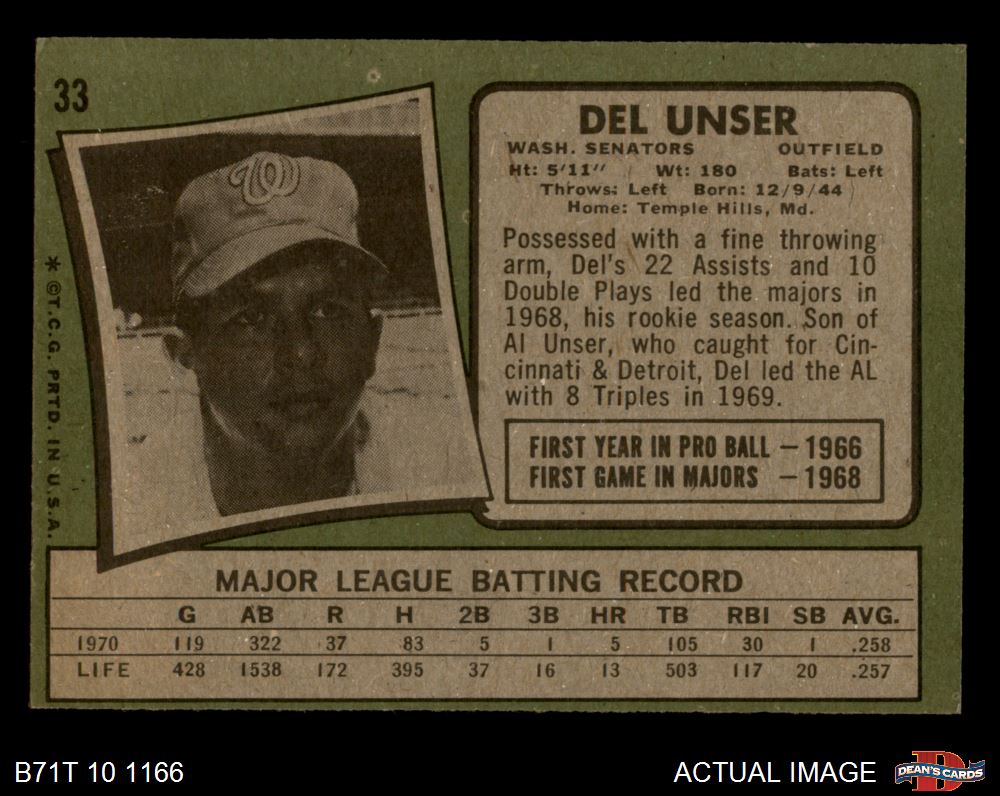 33
* ©T.C.G. PRTD. IN U.S.A.
W
DEL UNSER
WASH. SENATORS OUTFIELD
Ht: 5'11" Wt: 180 Bats: Left
Throws: Left Born: 12/9/44
Home: Temple Hills, Md.
Possessed with a fine throwing
arm, Del's 22 Assists and 10
Double Plays led the majors in
1968, his rookie season. Son of
Al Unser, who caught for Cin-
cinnati & Detroit, Del led the AL
with 8 Triples in 1969.
FIRST YEAR IN PRO BALL — 1966
FIRST GAME IN MAJORS — 1968
MAJOR LEAGUE BATTING RECORD
G AB R H 2B 3B HR TB RBI SB AVG.
1970 119 322 37 83 5 1 5 105 30 1 .258
LIFE 428 1538 172 395 37 16 13 503 117 20 .257
B71T 10 1166
ACTUAL IMAGE
D
DEAN'S CARDS